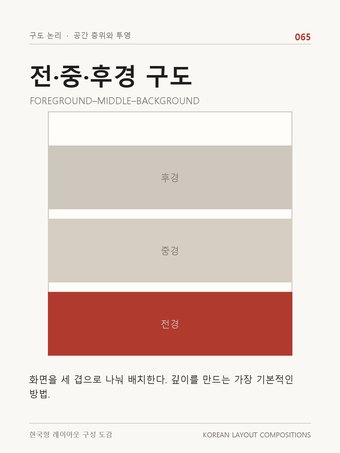 구도 논리 · 공간 층위와 투영
065
전·중·후경 구도
FOREGROUND–MIDDLE–BACKGROUND
후경
중경
전경
화면을 세 겹으로 나눠 배치한다. 깊이를 만드는 가장 기본적인
방법.
한국형 레이아웃 구성 도감
KOREAN LAYOUT COMPOSITIONS